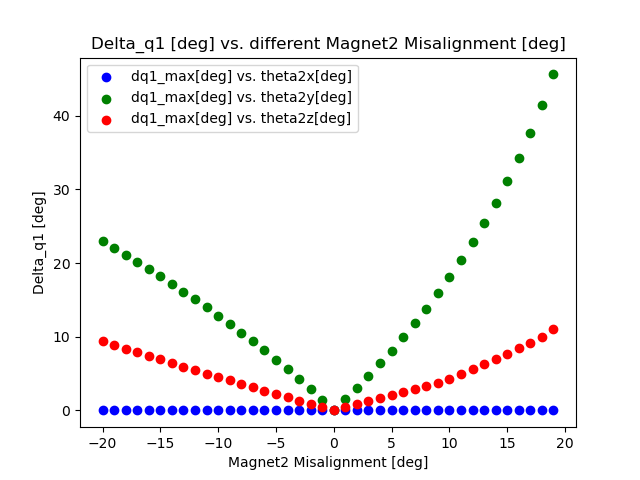 Delta_q1 [deg] vs. different Magnet2 Misalignment [deg]
dq1_max[deg] vs. theta2x[deg]
dq1_max[deg] vs. theta2y[deg]
dq1_max[deg] vs. theta2z[deg]
40
30
20
10
0
Delta_q1 [deg]
−20 −15 −10 −5 0 5 10 15 20
Magnet2 Misalignment [deg]